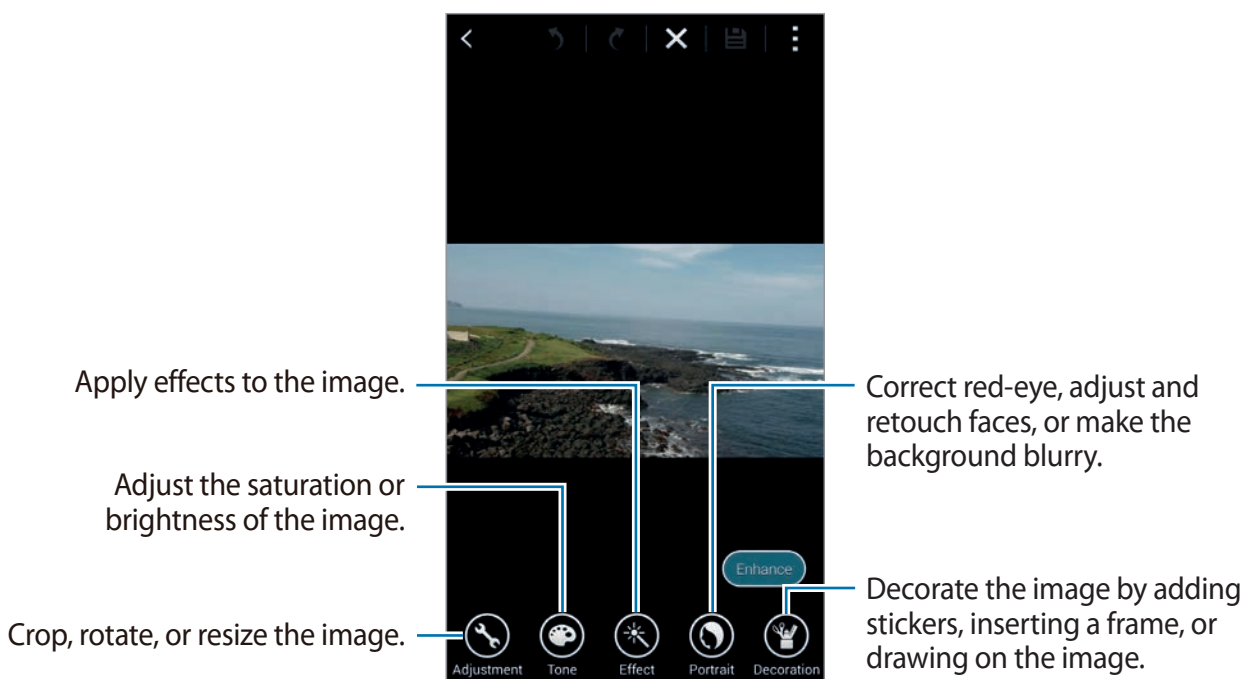 Apply effects to the image.
Adjust the saturation or
brightness of the image.
Crop, rotate, or resize the image.
Correct red-eye, adjust and
retouch faces, or make the
background blurry.
Enhance
Decorate the image by adding
stickers, inserting a frame, or
drawing on the image.
Adjustment
Tone
Effect
Portrait
Decoration